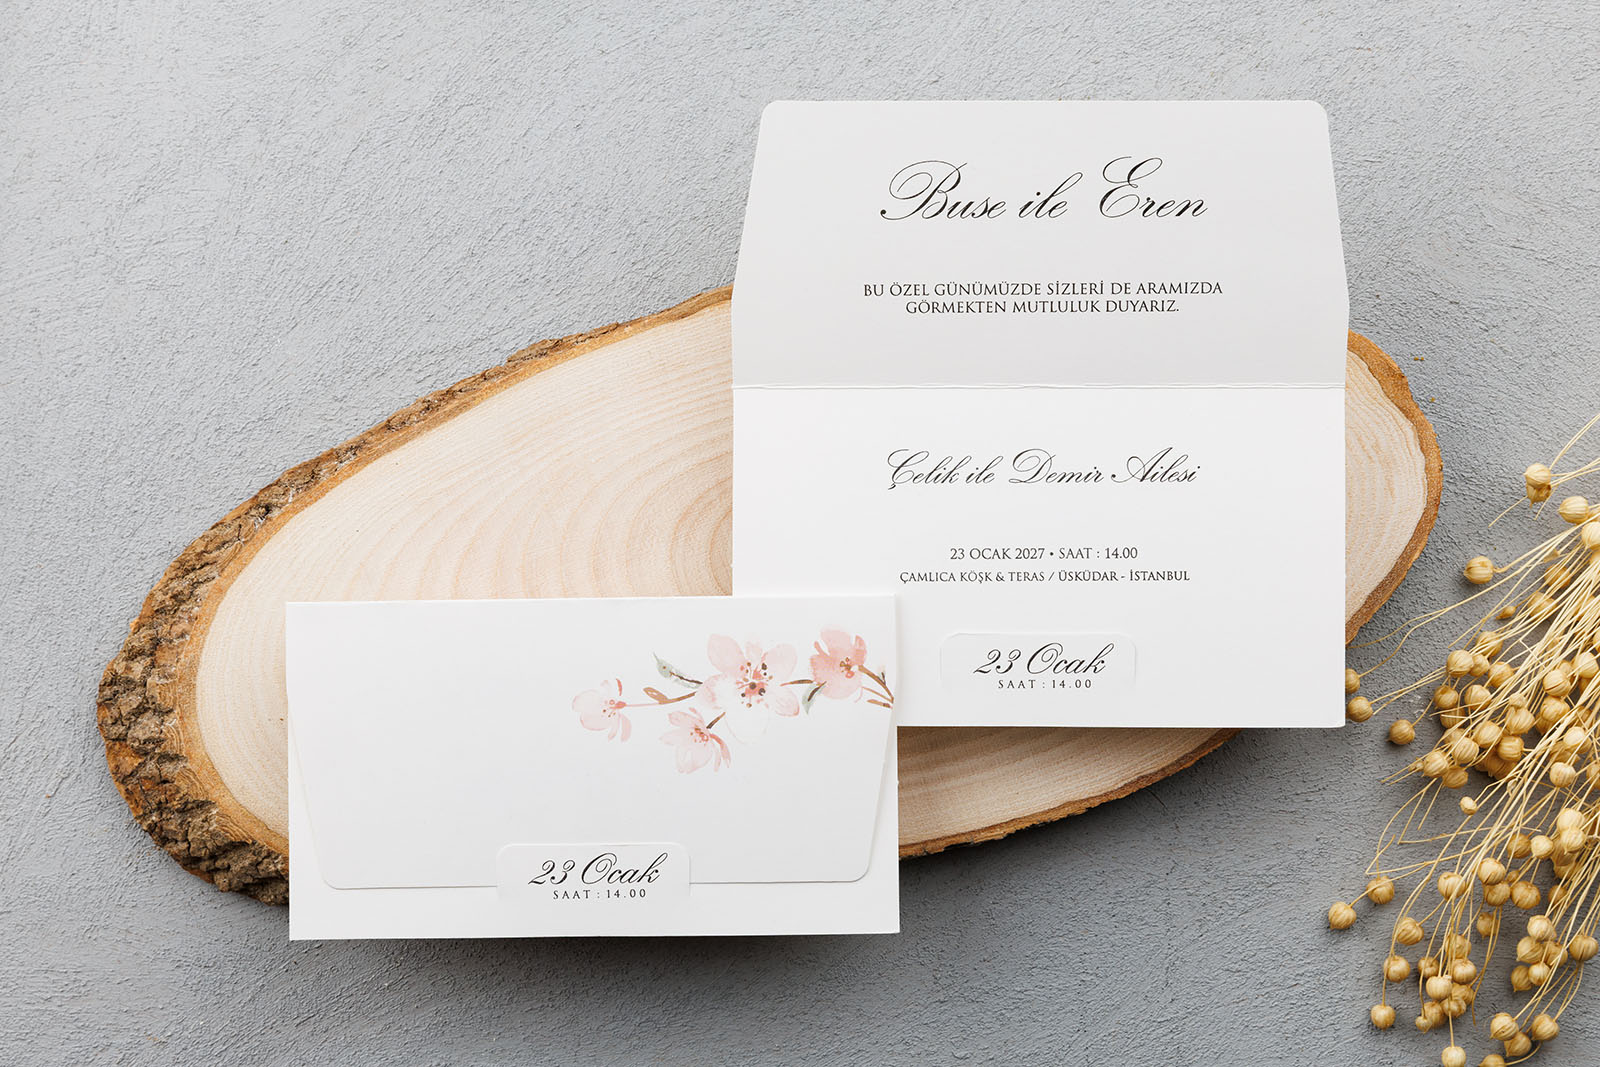 Buse ile Eren
BU ÖZEL GÜNÜMÜZDE SİZLERİ DE ARAMIZDA
GÖRMEKTEN MUTLULUK DUYARIZ.
Çelik ile Demir Ailesi
23 OCAK 2027 • SAAT : 14.00
ÇAMLICA KÖŞK & TERAS / ÜSKÜDAR - İSTANBUL
23 Ocak
SAAT : 14.00
23 Ocak
SAAT : 14.00